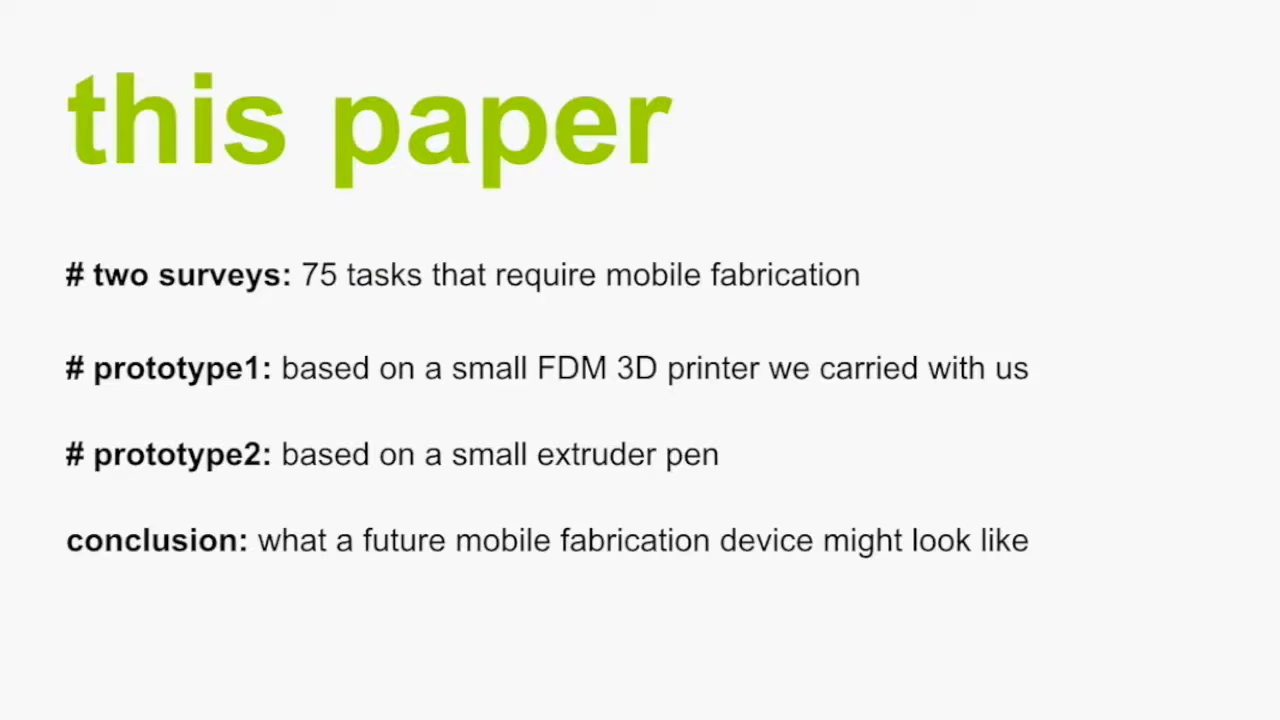 this paper
# two surveys: 75 tasks that require mobile fabrication
# prototype1: based on a small FDM 3D printer we carried with us
# prototype2: based on a small extruder pen
conclusion: what a future mobile fabrication device might look like